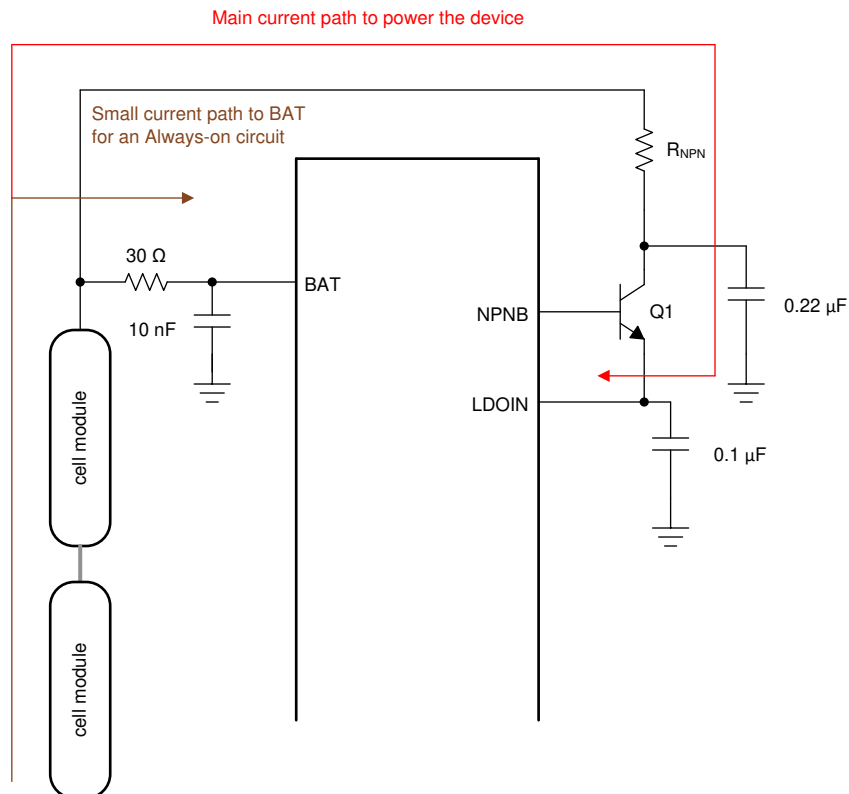 Main current path to power the device
Small current path to BAT
for an Always-on circuit
RNPN
30 Ω
BAT
10 nF
NPNB
Q1
0.22 µF
LDOIN
0.1 µF
cell module
cell module